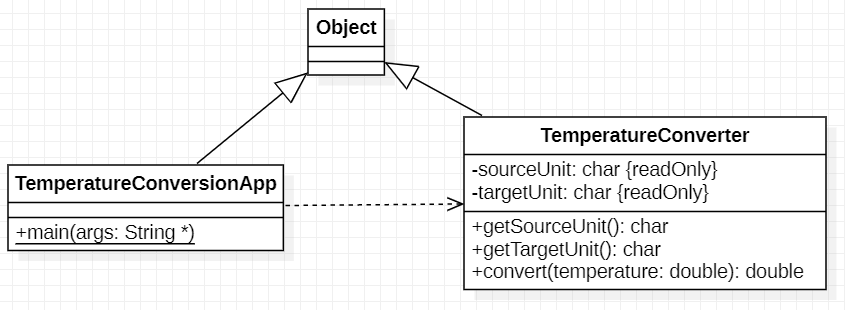 Object
TemperatureConverter
-sourceUnit: char {readOnly}
-targetUnit: char {readOnly}
+getSourceUnit(): char
+getTargetUnit(): char
+convert(temperature: double): double
TemperatureConversionApp
+main(args: String *)